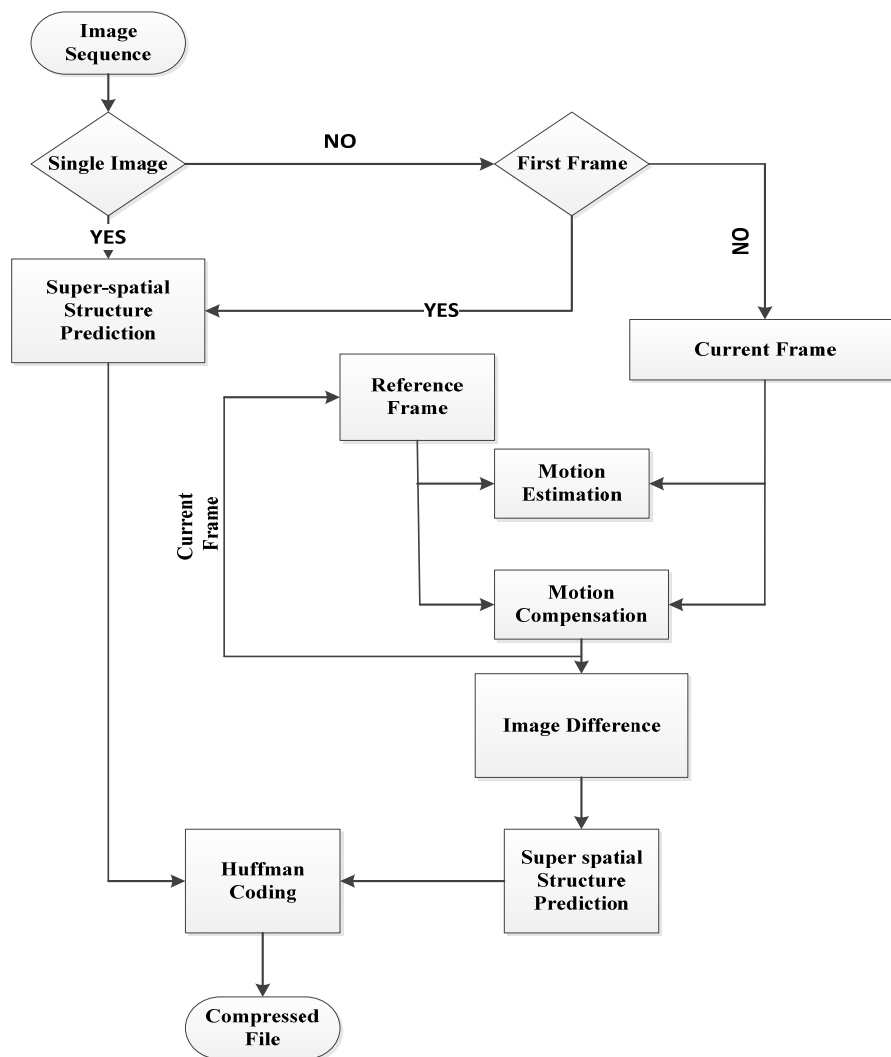 Image
Sequence
NO
Single Image
First Frame
YES
NO
Super-spatial
Structure
Prediction
YES
Current Frame
Reference
Frame
Motion
Estimation
Current
Frame
Motion
Compensation
Image Difference
Huffman
Coding
Super spatial
Structure
Prediction
Compressed
File